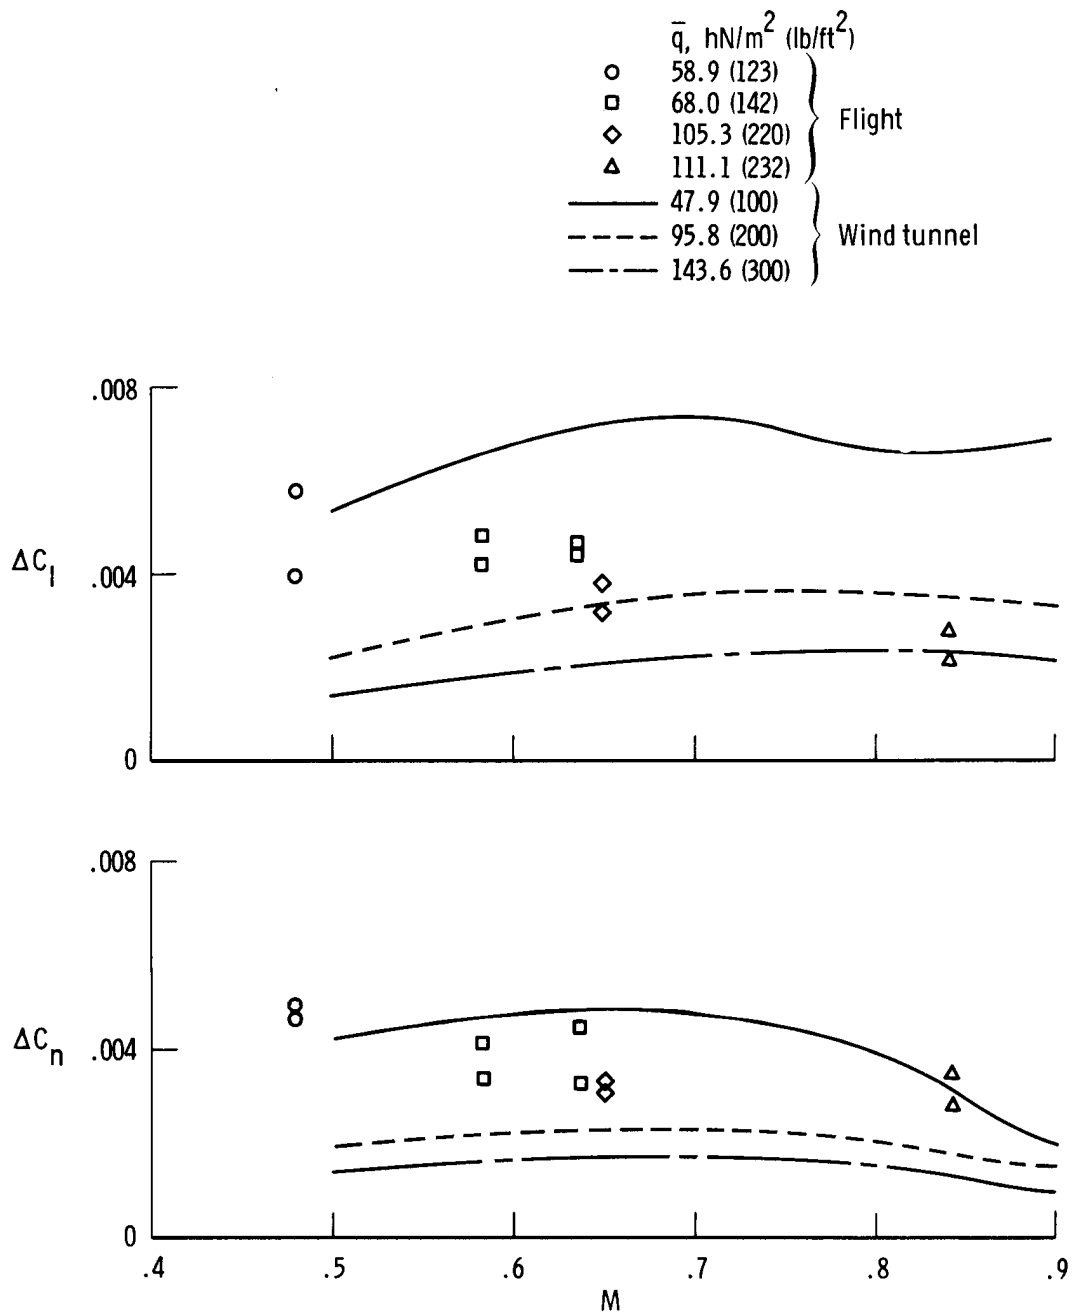 q̅, hN/m² (lb/ft²)
58.9 (123)
68.0 (142)
105.3 (220)
111.1 (232)
Flight
47.9 (100)
95.8 (200)
143.6 (300)
Wind tunnel
.008
ΔCl
.004
0
.008
ΔCn
.004
0
.4 .5 .6 .7 .8 .9
M